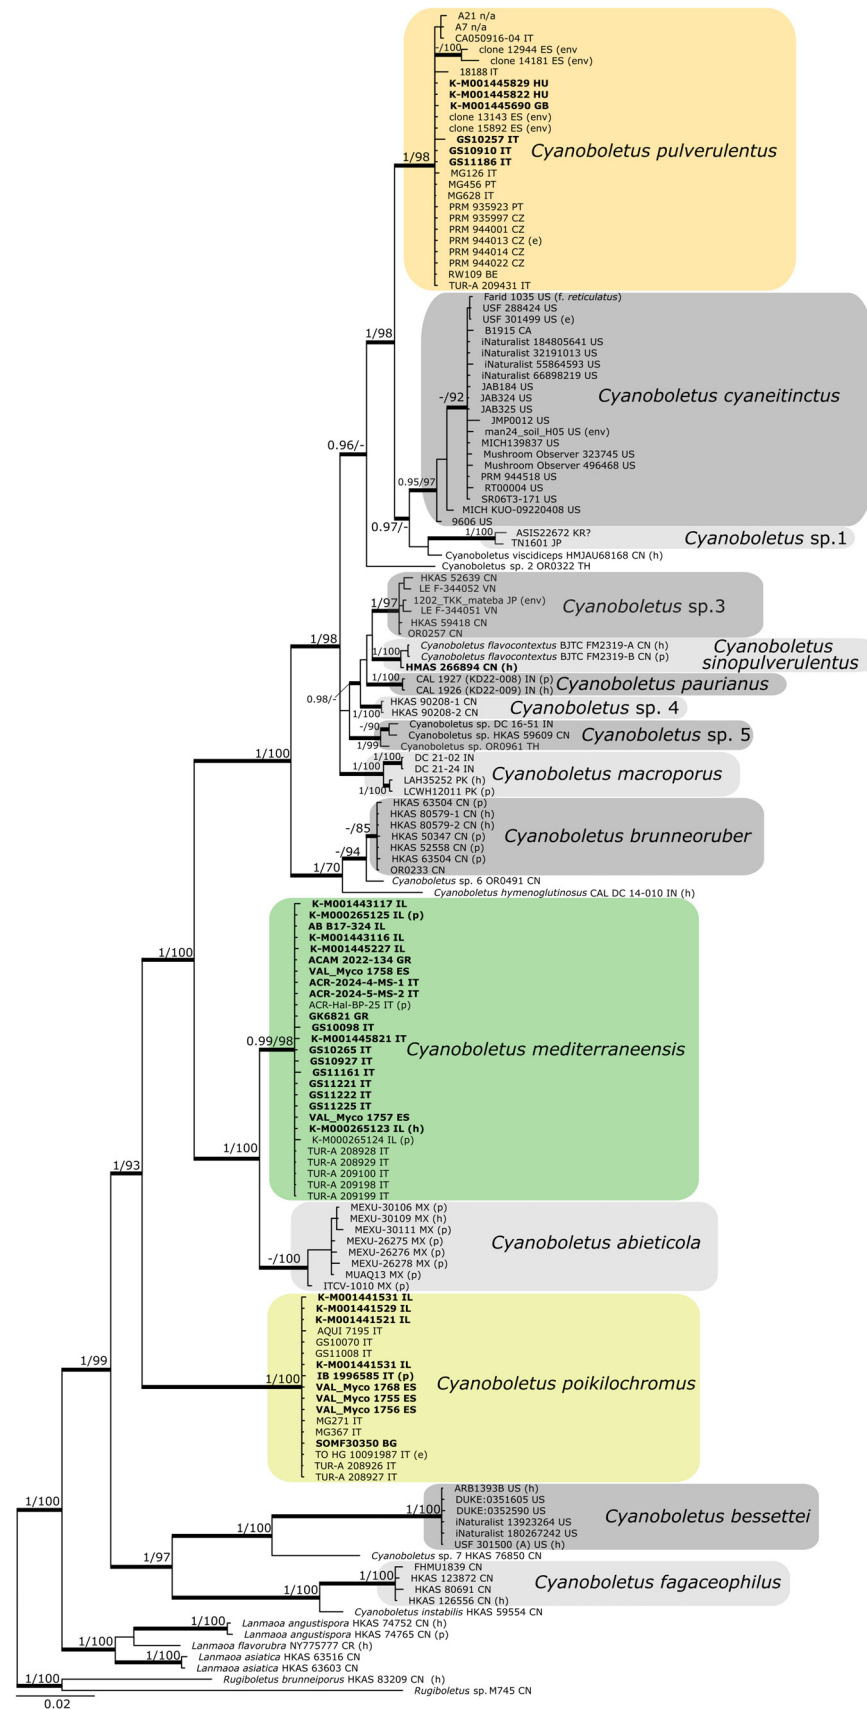 A21 n/a
A7 n/a
CA050916-04 IT
-/100
clone 12944 ES (env
clone 14181 ES (env)
18188 IT
K-M001445829 HU
K-M001445822 HU
K-M001445690 GB
clone 13143 ES (env)
clone 15892 ES (env)
GS10257 IT
GS10910 IT
Cyanoboletus pulverulentus
1/98
GS11186 IT
MG126 IT
MG456 PT
MG628 IT
PRM 935923 PT
PRM 935997 CZ
PRM 944001 CZ
PRM 944013 CZ (e)
PRM 944014 CZ
PRM 944022 CZ
RW109 BE
TUR-A 209431 IT
Farid 1035 US (f. reticulatus)
USF 288424 US
USF 301499 US (e)
B1915 CA
1/98
iNaturalist 184805641 US
iNaturalist 32191013 US
iNaturalist 55864593 US
iNaturalist 66898219 US
JAB184 US
-/92
JAB324 US
Cyanoboletus cyaneitinctus
JAB325 US
JMP0012 US
man24_soil_H05 US (env)
0.96/-
MICH139837 US
Mushroom Observer 323745 US
Mushroom Observer 496468 US
PRM 944518 US
0.95/97
RT00004 US
SR06T3-171 US
MICH KUO-09220408 US
9606 US
0.97/-
1/100
ASIS22672 KR?
Cyanoboletus sp.1
TN1601 JP
Cyanoboletus viscidiceps HMJAU68168 CN (h)
Cyanoboletus sp. 2 OR0322 TH
HKAS 52639 CN
LE F-344052 VN
1/97
1202_TKK_mateba JP (env)
Cyanoboletus sp.3
LE F-344051 VN
HKAS 59418 CN
OR0257 CN
1/98
Cyanoboletus flavocontextus BJTC FM2319-A CN (h)
Cyanoboletus
1/100
Cyanoboletus flavocontextus BJTC FM2319-B CN (p)
sinopulverulentus
HMAS 266894 CN (h)
1/100
CAL 1927 (KD22-008) IN (p)
Cyanoboletus paurianus
CAL 1926 (KD22-009) IN (h)
0.98/-
HKAS 90208-1 CN
Cyanoboletus sp. 4
1/100
HKAS 90208-2 CN
-/90
Cyanoboletus sp. DC 16-51 IN
Cyanoboletus sp. HKAS 59609 CN
Cyanoboletus sp. 5
1/99
Cyanoboletus sp. OR0961 TH
1/100
1/100
DC 21-02 IN
DC 21-24 IN
1/100
LAH35252 PK (h)
Cyanoboletus macroporus
1/100
LCWH12011 PK (p)
HKAS 63504 CN (p)
HKAS 80579-1 CN (h)
HKAS 80579-2 CN (h)
-/85
HKAS 50347 CN (p)
Cyanoboletus brunneoruber
HKAS 52558 CN (p)
-/94
HKAS 63504 CN (p)
1/70
OR0233 CN
Cyanoboletus sp. 6 OR0491 CN
Cyanoboletus hymenoglutinosus CAL DC 14-010 IN (h)
K-M001443117 IL
K-M000265125 IL (p)
AB B17-324 IL
K-M001443116 IL
K-M001445227 IL
1/100
ACAM 2022-134 GR
VAL_Myco 1758 ES
ACR-2024-4-MS-1 IT
ACR-2024-5-MS-2 IT
ACR-Hal-BP-25 IT (p)
GK6821 GR
GS10098 IT
0.99/98
K-M001445821 IT
GS10265 IT
Cyanoboletus mediterraneensis
GS10927 IT
GS11161 IT
GS11221 IT
GS11222 IT
GS11225 IT
VAL_Myco 1757 ES
K-M000265123 IL (h)
K-M000265124 IL (p)
1/100
TUR-A 208928 IT
1/93
TUR-A 208929 IT
TUR-A 209100 IT
TUR-A 209198 IT
TUR-A 209199 IT
MEXU-30106 MX (p)
MEXU-30109 MX (h)
MEXU-30111 MX (p)
MEXU-26275 MX (p)
Cyanoboletus abieticola
MEXU-26276 MX (p)
-/100
MEXU-26278 MX (p)
MUAQ13 MX (p)
ITCV-1010 MX (p)
K-M001441531 IL
K-M001441529 IL
K-M001441521 IL
AQUI 7195 IT
GS10070 IT
GS11008 IT
1/99
K-M001441531 IL
IB 1996585 IT (p)
1/100
VAL_Myco 1768 ES
Cyanoboletus poikilochromus
VAL_Myco 1755 ES
VAL_Myco 1756 ES
MG271 IT
MG367 IT
SOMF30350 BG
TO HG 10091987 IT (e)
TUR-A 208926 IT
TUR-A 208927 IT
ARB1393B US (h)
DUKE:0351605 US
1/100
1/100
DUKE:0352590 US
Cyanoboletus bessettei
iNaturalist 13923264 US
1/100
iNaturalist 180267242 US
USF 301500 (A) US (h)
1/97
Cyanoboletus sp. 7 HKAS 76850 CN
FHMU1839 CN
1/100
HKAS 123872 CN
Cyanoboletus fagaceophilus
1/100
HKAS 80691 CN
HKAS 126556 CN (h)
Cyanoboletus instabilis HKAS 59554 CN
1/100
Lanmaoa angustispora HKAS 74752 CN (h)
Lanmaoa angustispora HKAS 74765 CN (p)
1/100
Lanmaoa flavorubra NY775777 CR (h)
1/100
Lanmaoa asiatica HKAS 63516 CN
Lanmaoa asiatica HKAS 63603 CN
1/100
Rugiboletus brunneiporus HKAS 83209 CN (h)
Rugiboletus sp. M745 CN
0.02